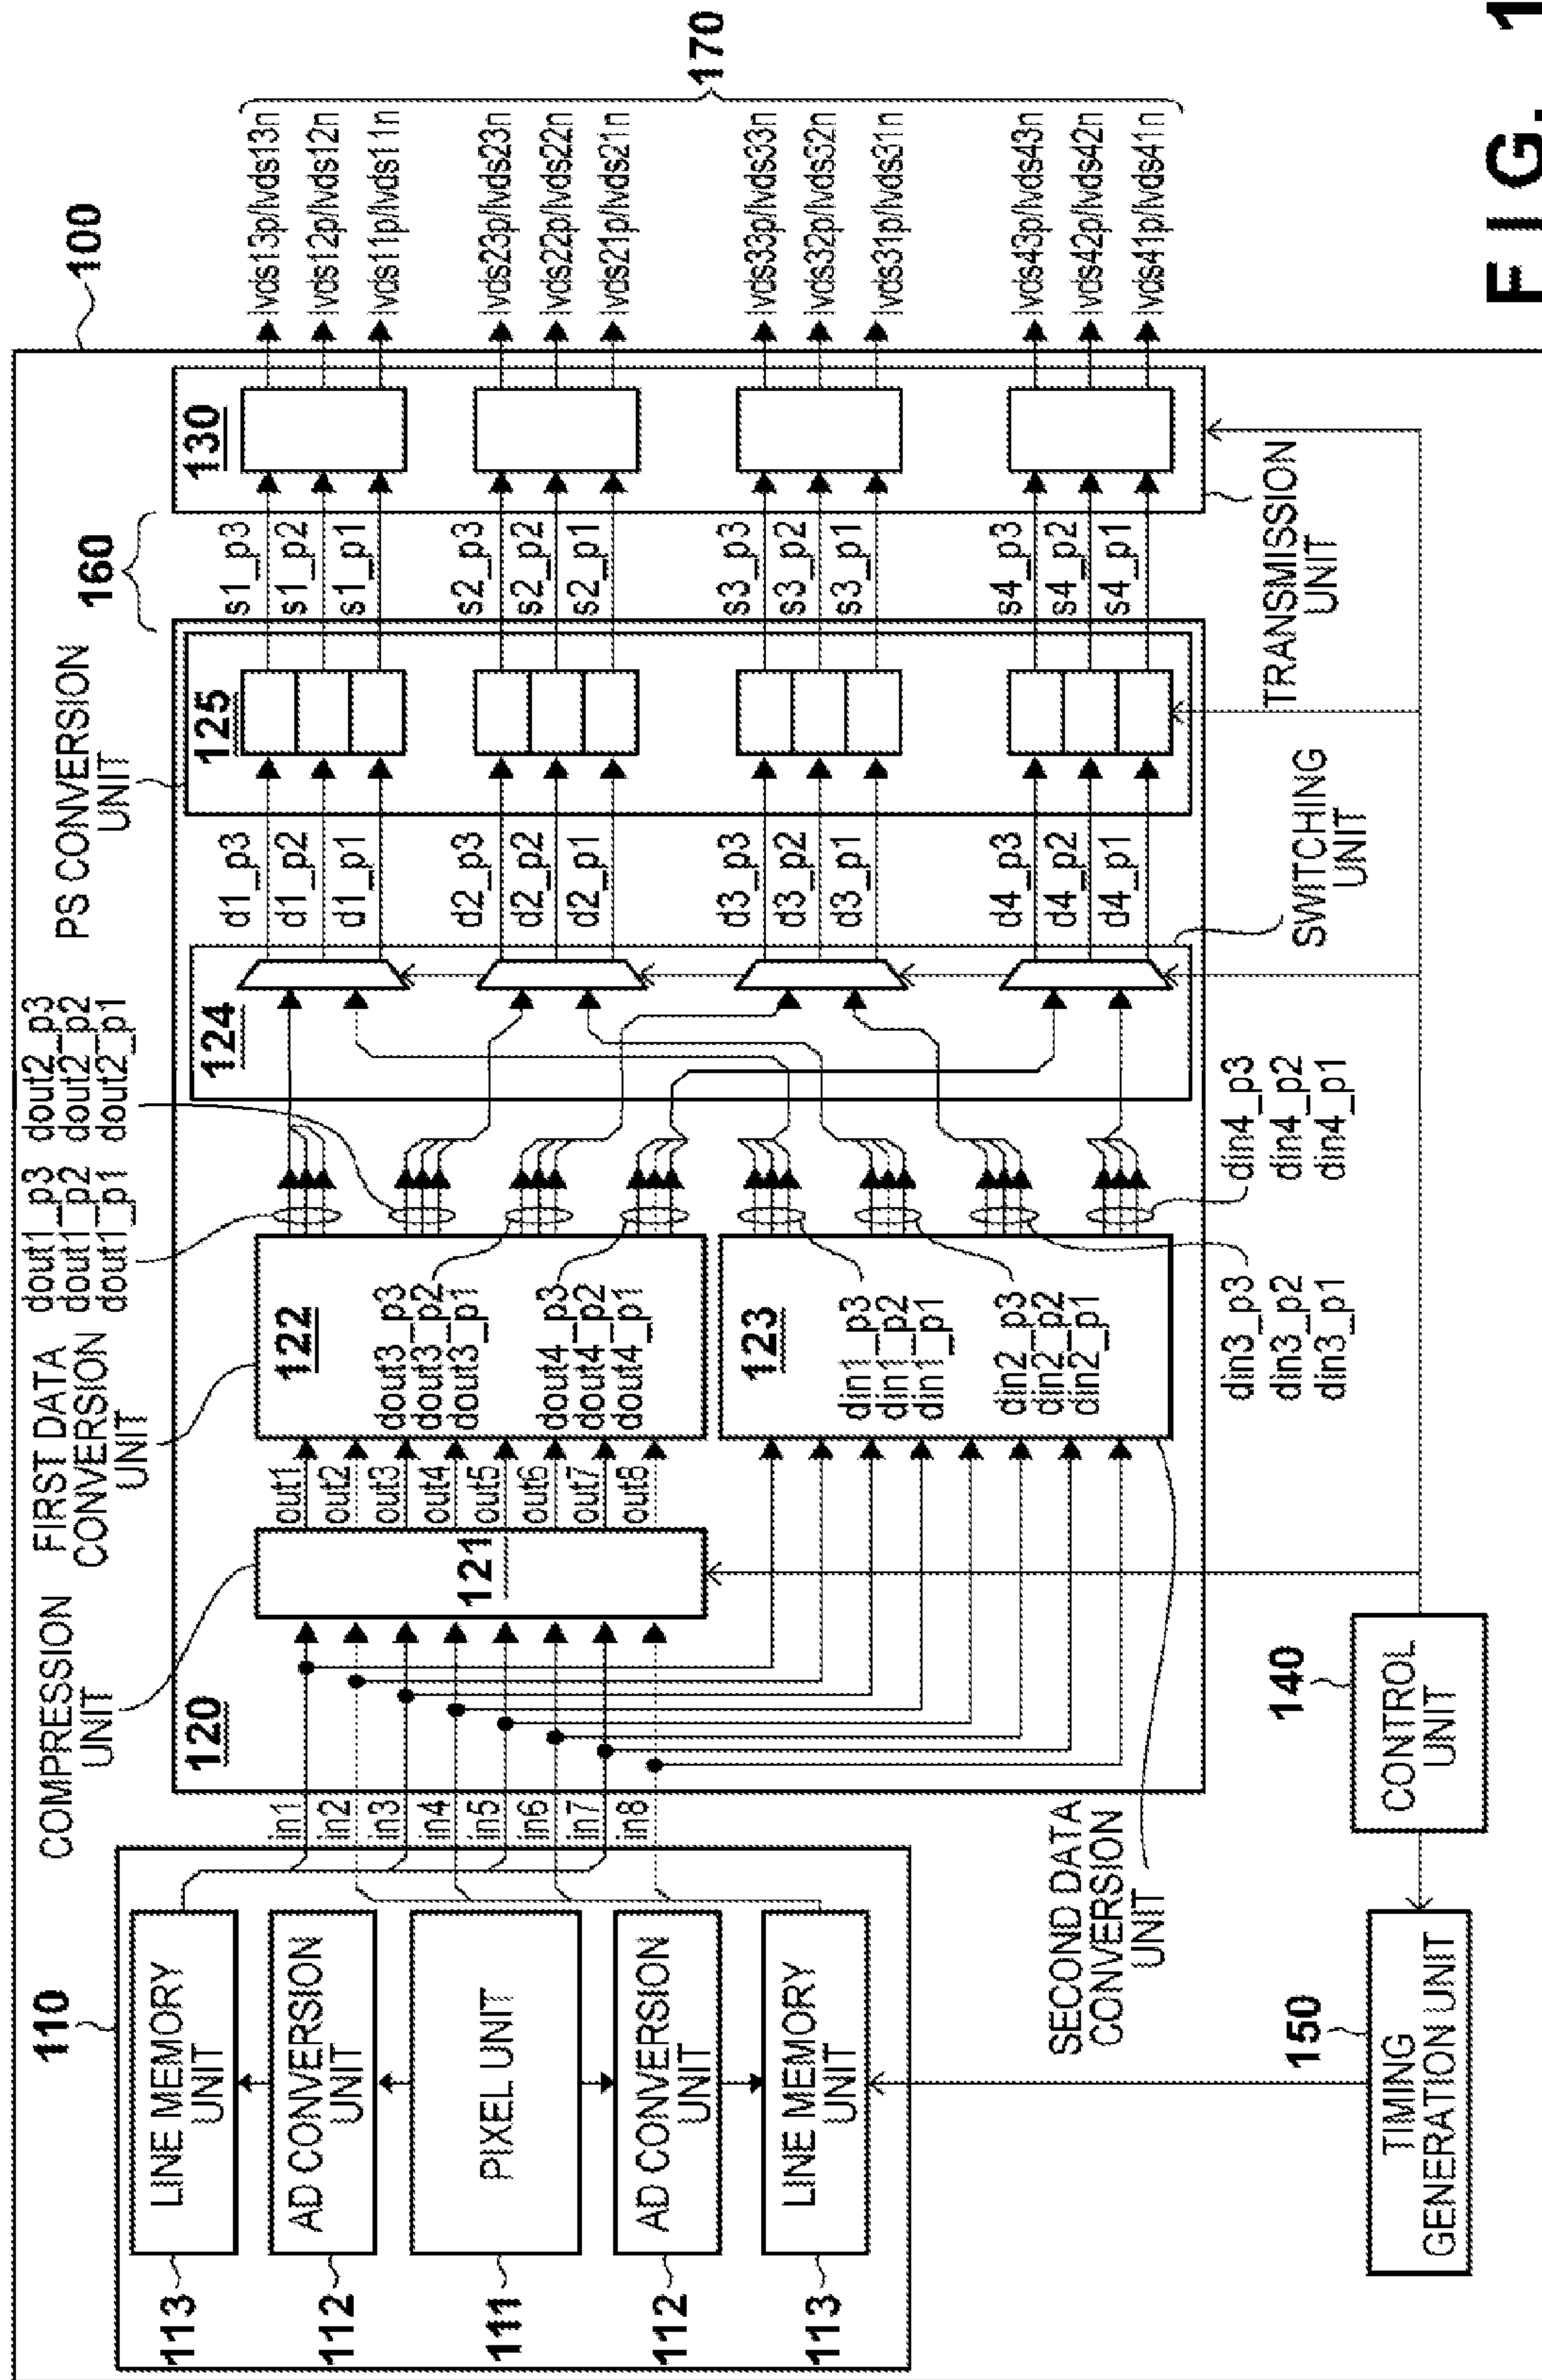 FIG. 1
100
110
LINE MEMORY
UNIT
113
AD CONVERSION
UNIT
112
PIXEL UNIT
111
AD CONVERSION
UNIT
112
LINE MEMORY
UNIT
113
in1
in2
in3
in4
in5
in6
in7
in8
120
COMPRESSION
UNIT
121
out1
out2
out3
out4
out5
out6
out7
out8
FIRST DATA
CONVERSION
UNIT
122
dout1_p3
dout1_p2
dout1_p1
dout2_p3
dout2_p2
dout2_p1
dout3_p3
dout3_p2
dout3_p1
dout4_p3
dout4_p2
dout4_p1
SECOND DATA
CONVERSION
UNIT
123
din1_p3
din1_p2
din1_p1
din2_p3
din2_p2
din2_p1
din3_p3
din3_p2
din3_p1
din4_p3
din4_p2
din4_p1
124
SWITCHING
UNIT
d1_p3
d1_p2
d1_p1
d2_p3
d2_p2
d2_p1
d3_p3
d3_p2
d3_p1
d4_p3
d4_p2
d4_p1
PS CONVERSION
UNIT
125
160
s1_p3
s1_p2
s1_p1
s2_p3
s2_p2
s2_p1
s3_p3
s3_p2
s3_p1
s4_p3
s4_p2
s4_p1
130
TRANSMISSION
UNIT
lvds13p/lvds13n
lvds12p/lvds12n
lvds11p/lvds11n
lvds23p/lvds23n
lvds22p/lvds22n
lvds21p/lvds21n
lvds33p/lvds33n
lvds32p/lvds32n
lvds31p/lvds31n
lvds43p/lvds43n
lvds42p/lvds42n
lvds41p/lvds41n
170
140
CONTROL
UNIT
150
TIMING
GENERATION UNIT